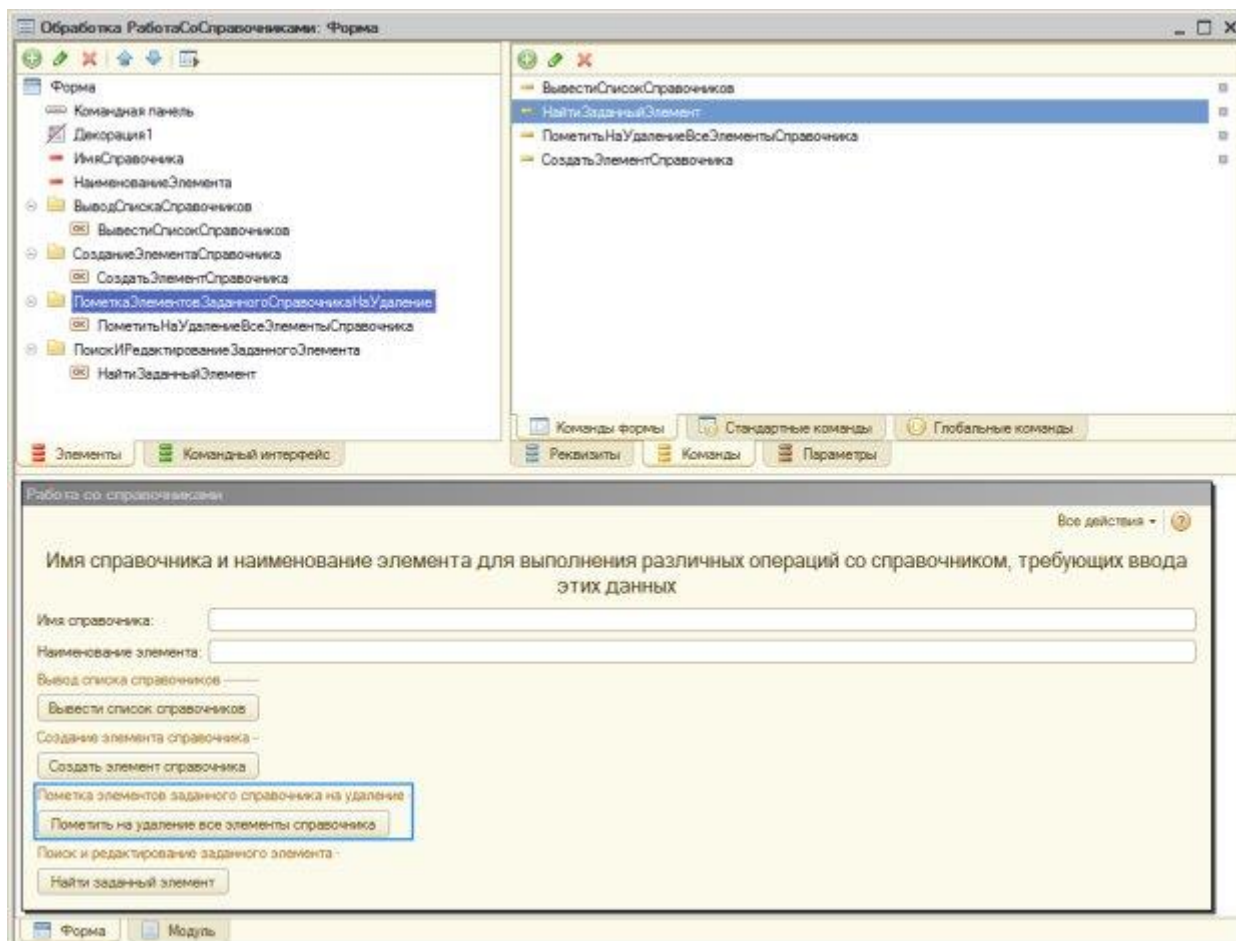 Обработка РаботаСоСправочниками: Форма
Форма
Командная панель
Декорация1
ИмяСправочника
НаименованиеЭлемента
ВыводСпискаСправочников
ВывестиСписокСправочников
СозданиеЭлементаСправочника
СоздатьЭлементСправочника
ПометкаЭлементовЗаданногоСправочникаНаУдаление
ПометитьНаУдалениеВсеЭлементыСправочника
ПоискИРедактированиеЗаданногоЭлемента
НайтиЗаданныйЭлемент
Элементы Командный интерфейс
ВывестиСписокСправочников
НайтиЗаданныйЭлемент
ПометитьНаУдалениеВсеЭлементыСправочника
СоздатьЭлементСправочника
Команды формы Стандартные команды Глобальные команды
Реквизиты Команды Параметры
Работа со справочниками
Все действия
Имя справочника и наименование элемента для выполнения различных операций со справочником, требующих ввода
этих данных
Имя справочника:
Наименование элемента:
Вывод списка справочников
Вывести список справочников
Создание элемента справочника
Создать элемент справочника
Пометка элементов заданного справочника на удаление
Пометить на удаление все элементы справочника
Поиск и редактирование заданного элемента
Найти заданный элемент
Форма Модуль